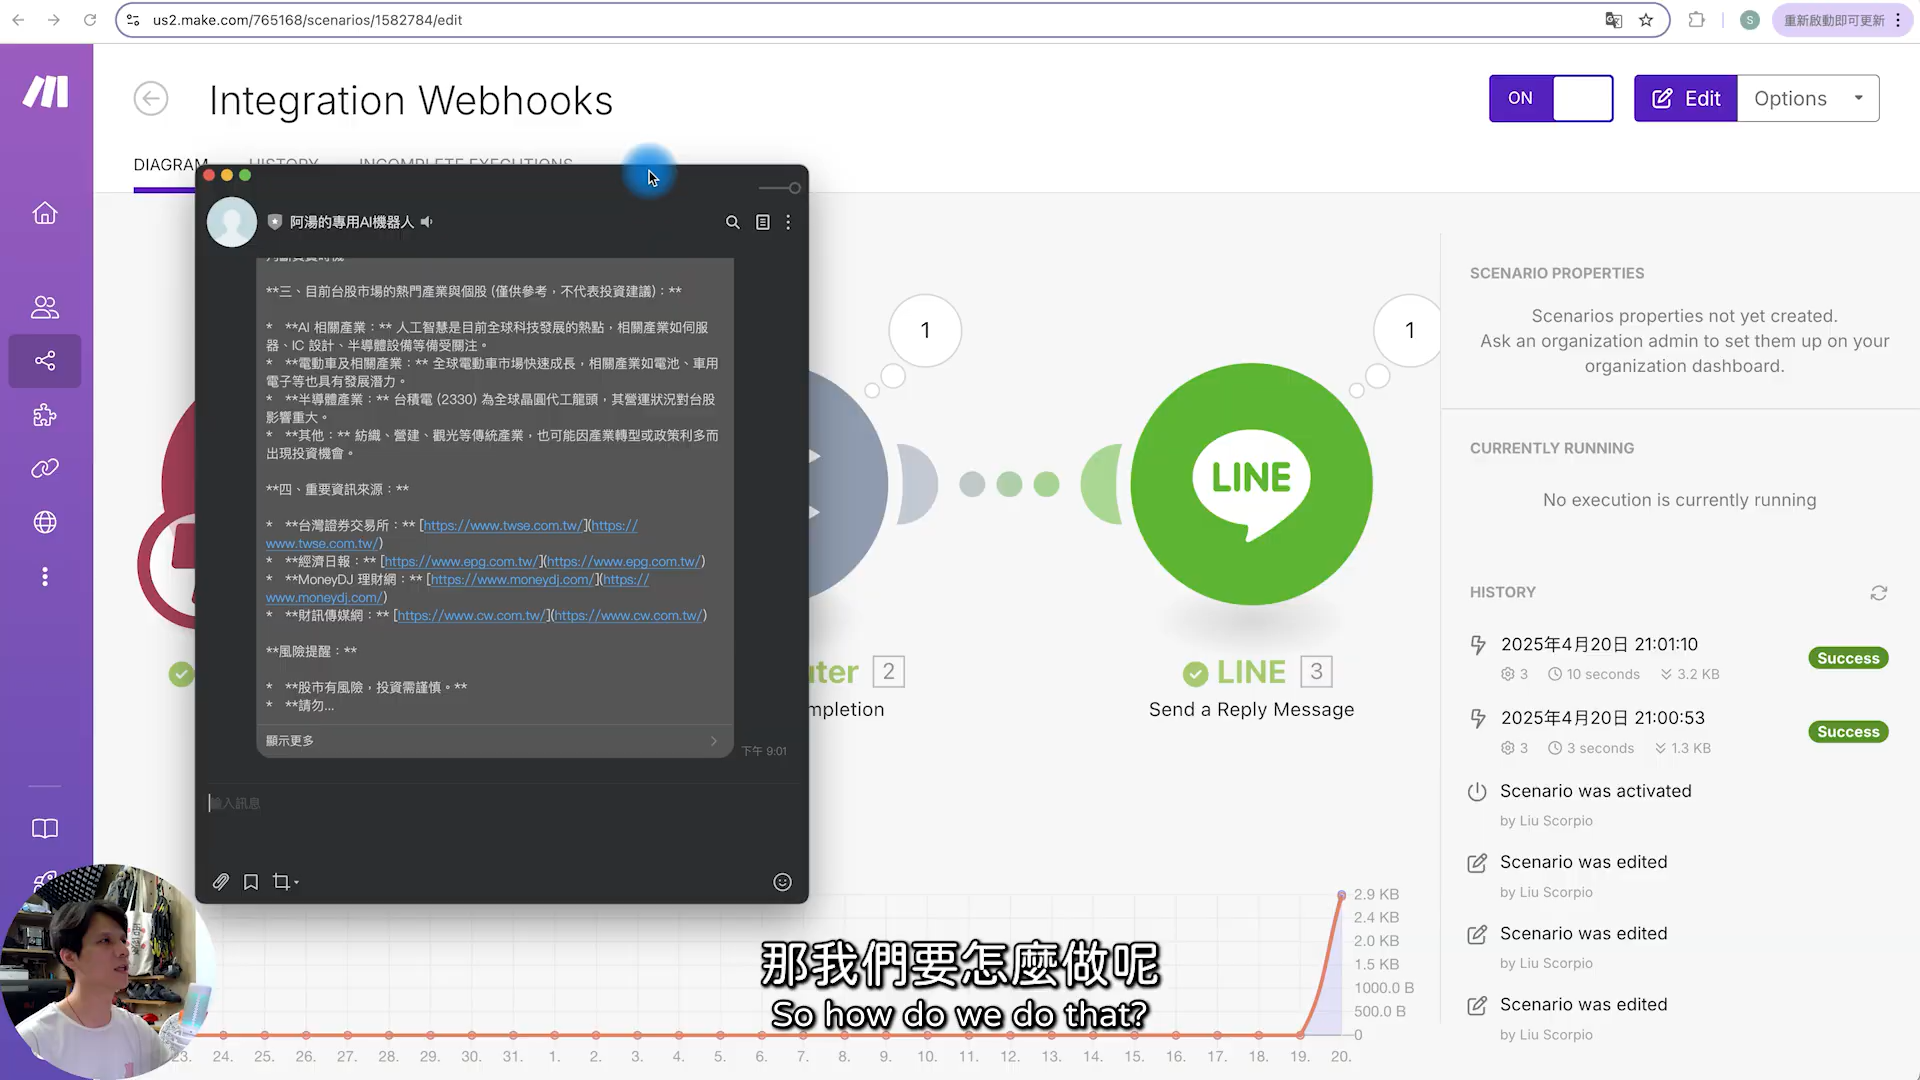 us2.make.com/765168/scenarios/1582784/edit
S
重新啟動即可更新
Integration Webhooks
ON
Edit
Options
DIAGRAM
HISTORY
INCOMPLETE EXECUTIONS
阿湯的專用AI機器人
**三、目前台股市場的熱門產業與個股 (僅供參考，不代表投資建議)：**
*   **AI 相關產業：** 人工智慧是目前全球科技發展的熱點，相關產業如伺服
器、IC 設計、半導體設備等備受關注。
*   **電動車及相關產業：** 全球電動車市場快速成長，相關產業如電池、車用
電子等也具有發展潛力。
*   **半導體產業：** 台積電 (2330) 為全球晶圓代工龍頭，其營運狀況對台股
影響重大。
*   **其他：** 紡織、營建、觀光等傳統產業，也可能因產業轉型或政策利多而
出現投資機會。
**四、重要資訊來源：**
*   **台灣證券交易所：** [https://www.twse.com.tw/](https://
www.twse.com.tw/)
*   **經濟日報：** [https://www.epg.com.tw/](https://www.epg.com.tw/)
*   **MoneyDJ 理財網：** [https://www.moneydj.com/](https://
www.moneydj.com/)
*   **財訊傳媒網：** [https://www.cw.com.tw/](https://www.cw.com.tw/)
**風險提醒：**
*   **股市有風險，投資需謹慎。**
*   **請勿...
顯示更多
下午 9:01
輸入訊息
1
1
LINE
uter 2
mpletion
LINE 3
Send a Reply Message
SCENARIO PROPERTIES
Scenarios properties not yet created.
Ask an organization admin to set them up on your
organization dashboard.
CURRENTLY RUNNING
No execution is currently running
HISTORY
2025年4月20日 21:01:10
3 10 seconds 3.2 KB
Success
2025年4月20日 21:00:53
3 3 seconds 1.3 KB
Success
Scenario was activated
by Liu Scorpio
Scenario was edited
by Liu Scorpio
Scenario was edited
by Liu Scorpio
Scenario was edited
by Liu Scorpio
2.9 KB
2.4 KB
2.0 KB
1.5 KB
1000.0 B
500.0 B
0
23. 24. 25. 26. 27. 28. 29. 30. 31. 1. 2. 3. 4. 5. 6. 7. 8. 9. 10. 11. 12. 13. 14. 15. 16. 17. 18. 19. 20.
那我們要怎麼做呢
So how do we do that?